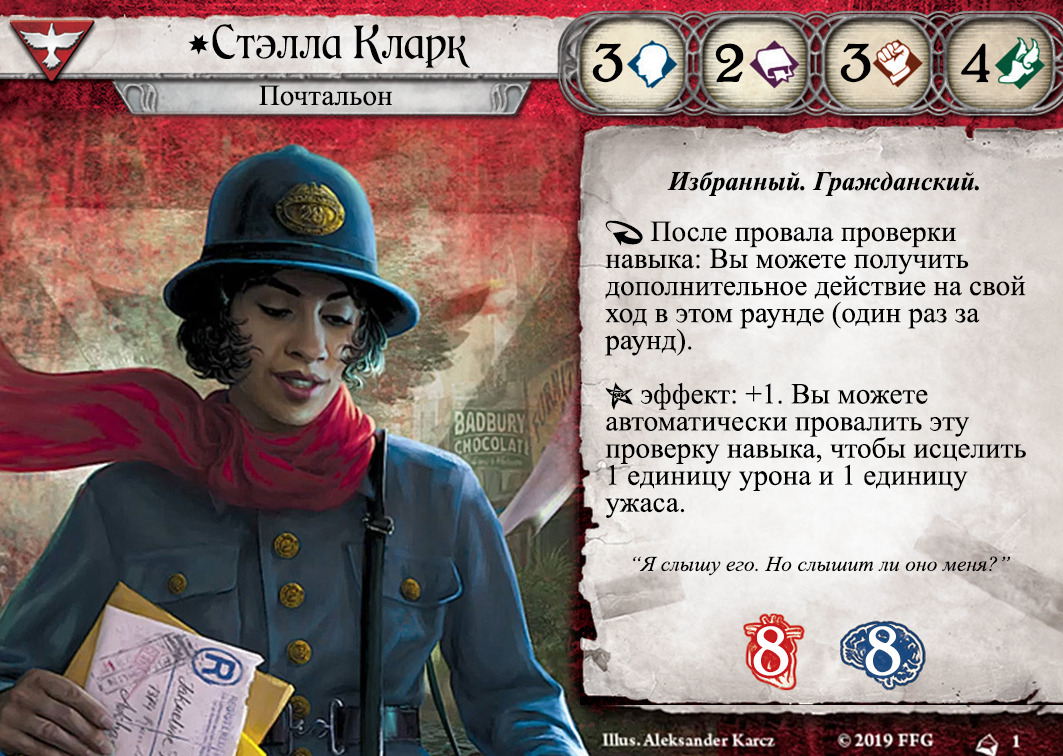 ✶Стэлла Кларк
3 2 3 4
Почтальон
Избранный. Гражданский.
После провала проверки
навыка: Вы можете получить
дополнительное действие на свой
ход в этом раунде (один раз за
раунд).
эффект: +1. Вы можете
автоматически провалить эту
проверку навыка, чтобы исцелить
1 единицу урона и 1 единицу
ужаса.
“Я слышу его. Но слышит ли оно меня?”
8 8
28
BADBURY
CHOCOLATE
R
Illus. Aleksander Karcz © 2019 FFG 1